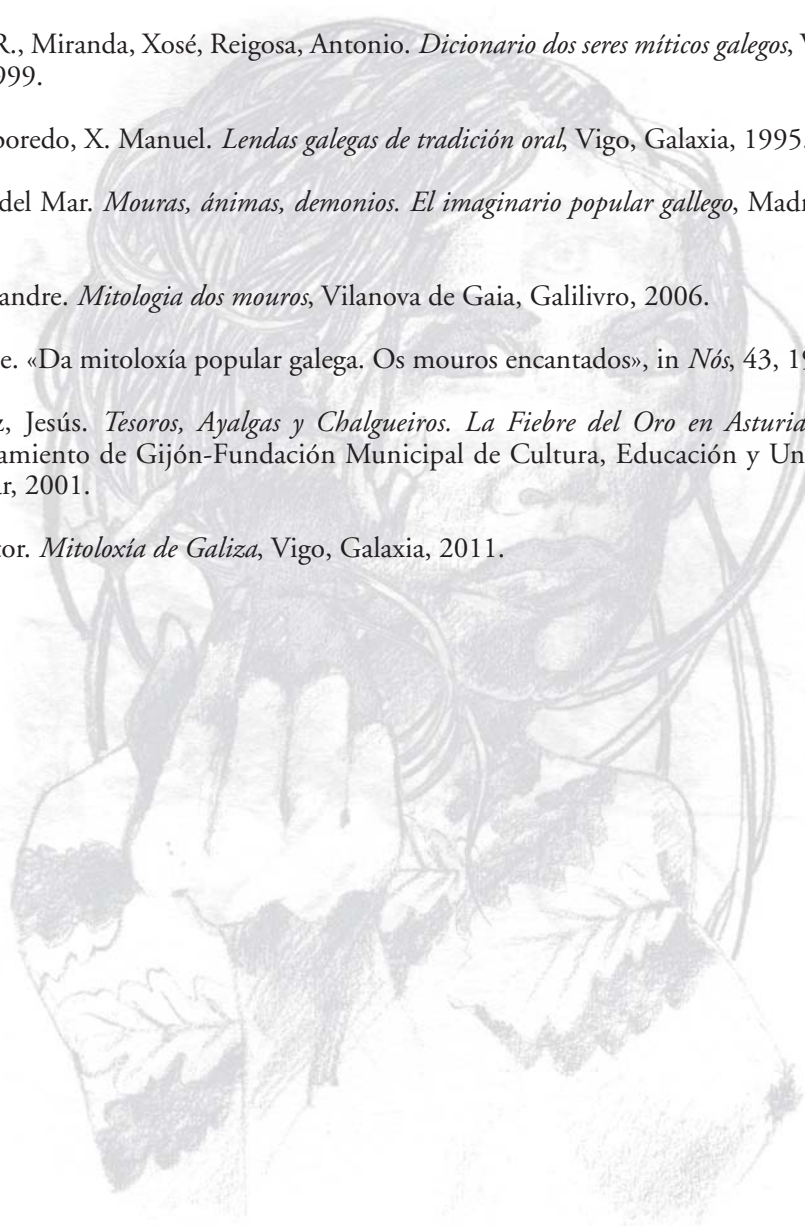 R., Miranda, Xosé, Reigosa, Antonio. Dicionario dos seres míticos galegos, V
999.
boredo, X. Manuel. Lendas galegas de tradición oral, Vigo, Galaxia, 1995.
del Mar. Mouras, ánimas, demonios. El imaginario popular gallego, Madr
andre. Mitologia dos mouros, Vilanova de Gaia, Galilivro, 2006.
e. «Da mitoloxía popular galega. Os mouros encantados», in Nós, 43, 19
z, Jesús. Tesoros, Ayalgas y Chalgueiros. La Fiebre del Oro en Asturia
amiento de Gijón-Fundación Municipal de Cultura, Educación y Un
ar, 2001.
tor. Mitoloxía de Galiza, Vigo, Galaxia, 2011.